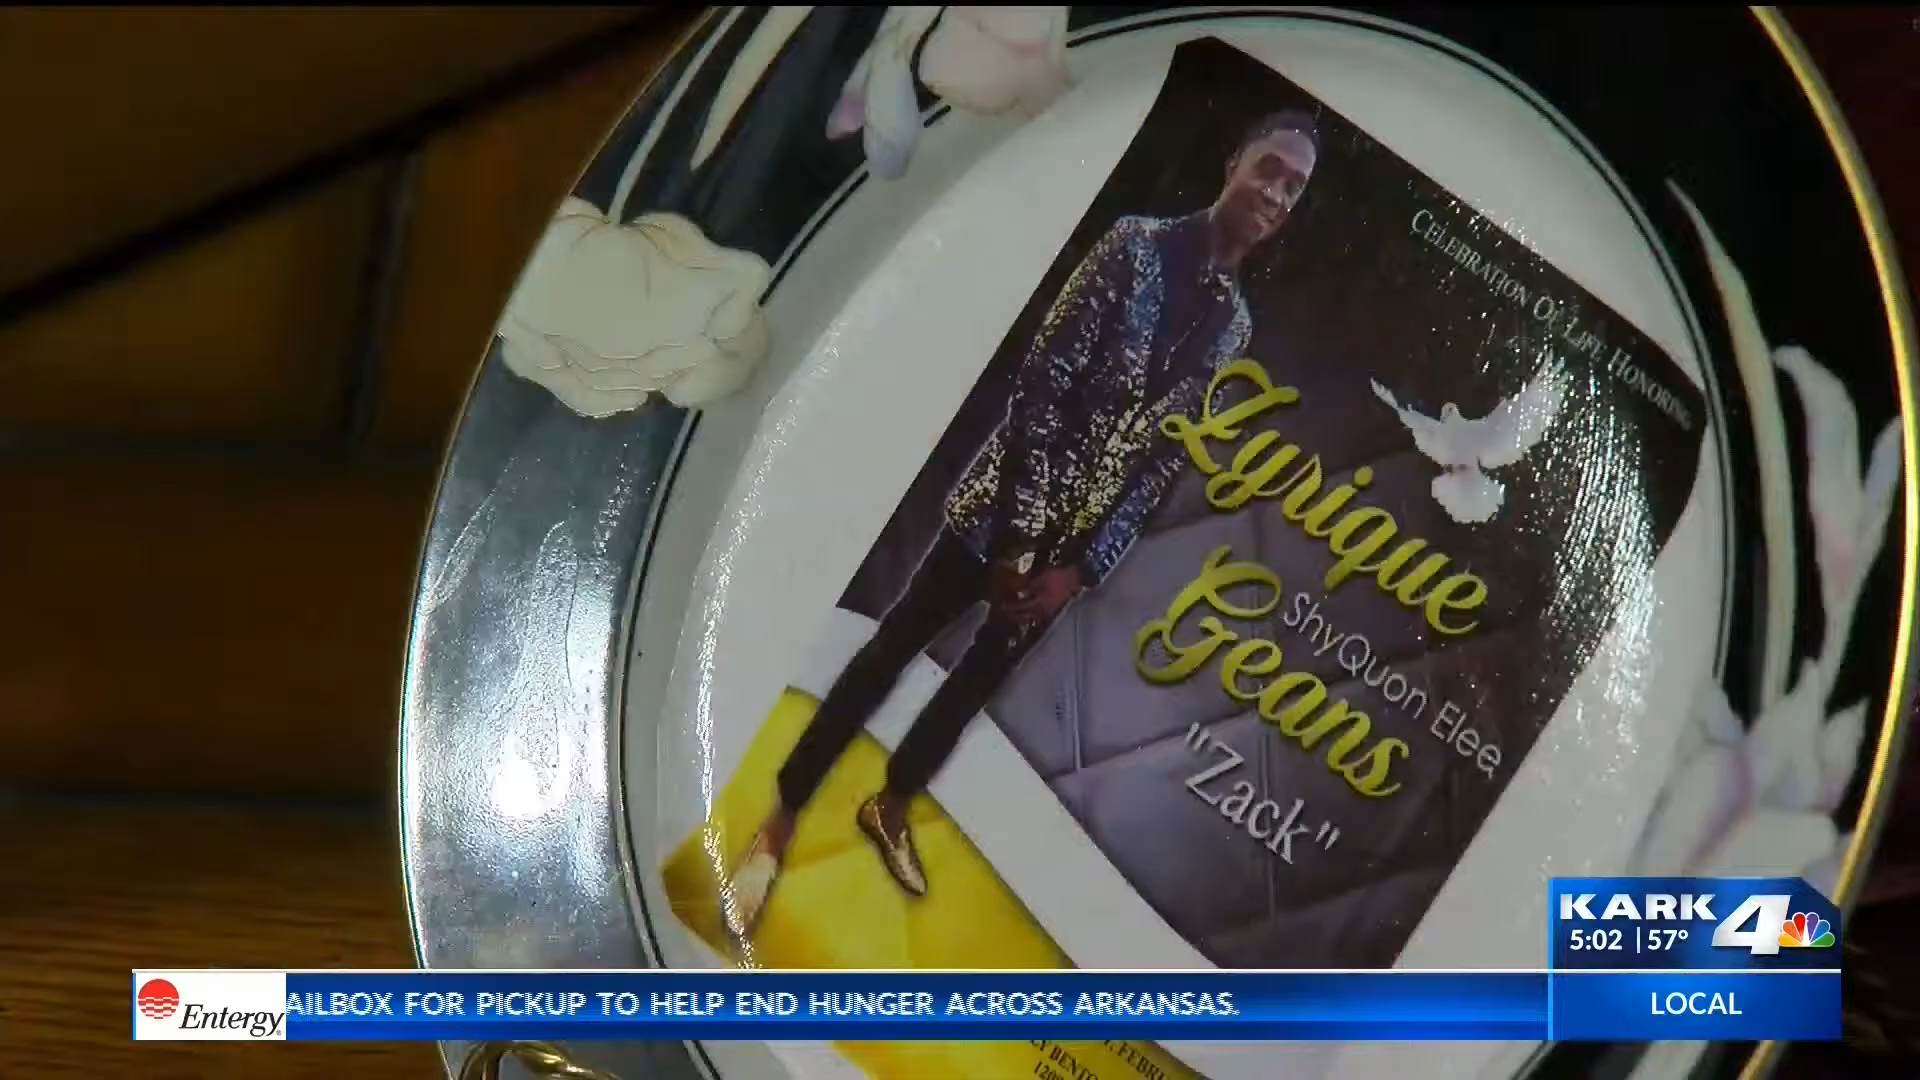 CELEBRATION OF LIFE HONORING
Zyrique
ShyQuon Elee
Geans
"Zack"
KARK 4
5:02 | 57°
Entergy
AILBOX FOR PICKUP TO HELP END HUNGER ACROSS ARKANSAS.
LOCAL